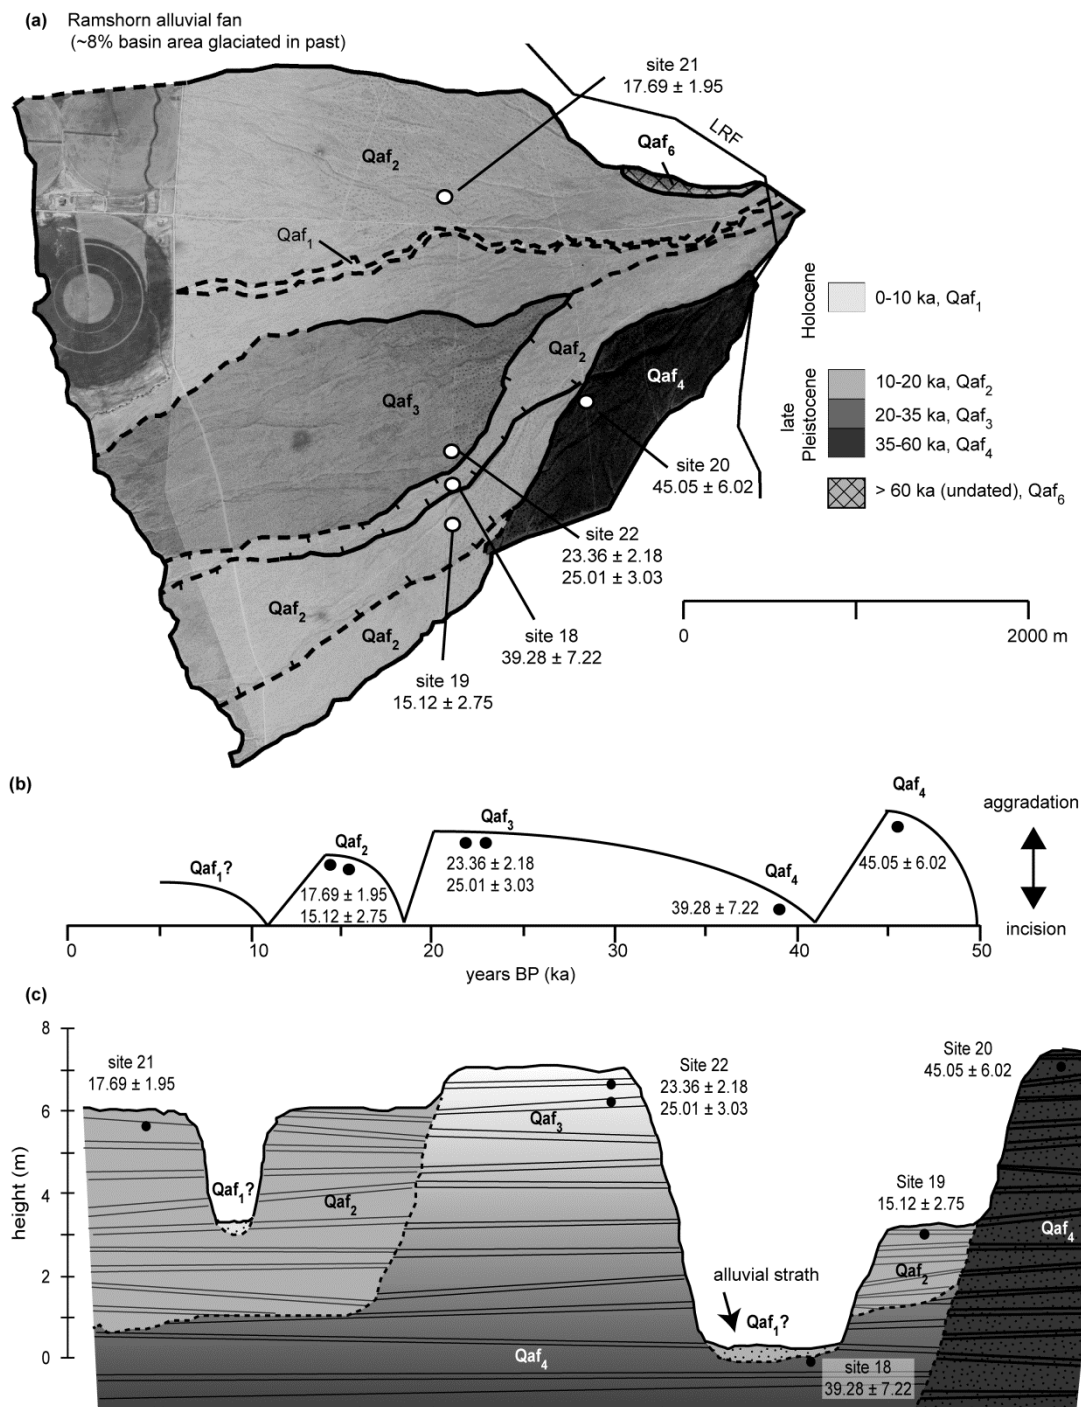 (a) Ramshorn alluvial fan
(~8% basin area glaciated in past)
site 21
17.69 ± 1.95
LRF
Qaf6
Qaf2
Qaf1
Qaf2
Qaf4
Qaf3
site 20
45.05 ± 6.02
site 22
23.36 ± 2.18
25.01 ± 3.03
Qaf2
Qaf2
site 18
39.28 ± 7.22
site 19
15.12 ± 2.75
Holocene
0-10 ka, Qaf1
late Pleistocene
10-20 ka, Qaf2
20-35 ka, Qaf3
35-60 ka, Qaf4
> 60 ka (undated), Qaf6
0 2000 m
(b)
Qaf1?
Qaf2
17.69 ± 1.95
15.12 ± 2.75
Qaf3
23.36 ± 2.18
25.01 ± 3.03
Qaf4
39.28 ± 7.22
Qaf4
45.05 ± 6.02
aggradation
incision
0 10 20 30 40 50
years BP (ka)
(c)
8
6
4
2
0
height (m)
site 21
17.69 ± 1.95
Qaf1?
Qaf2
Qaf3
Site 22
23.36 ± 2.18
25.01 ± 3.03
Site 20
45.05 ± 6.02
Site 19
15.12 ± 2.75
Qaf4
Qaf2
alluvial strath
Qaf1?
Qaf4
site 18
39.28 ± 7.22